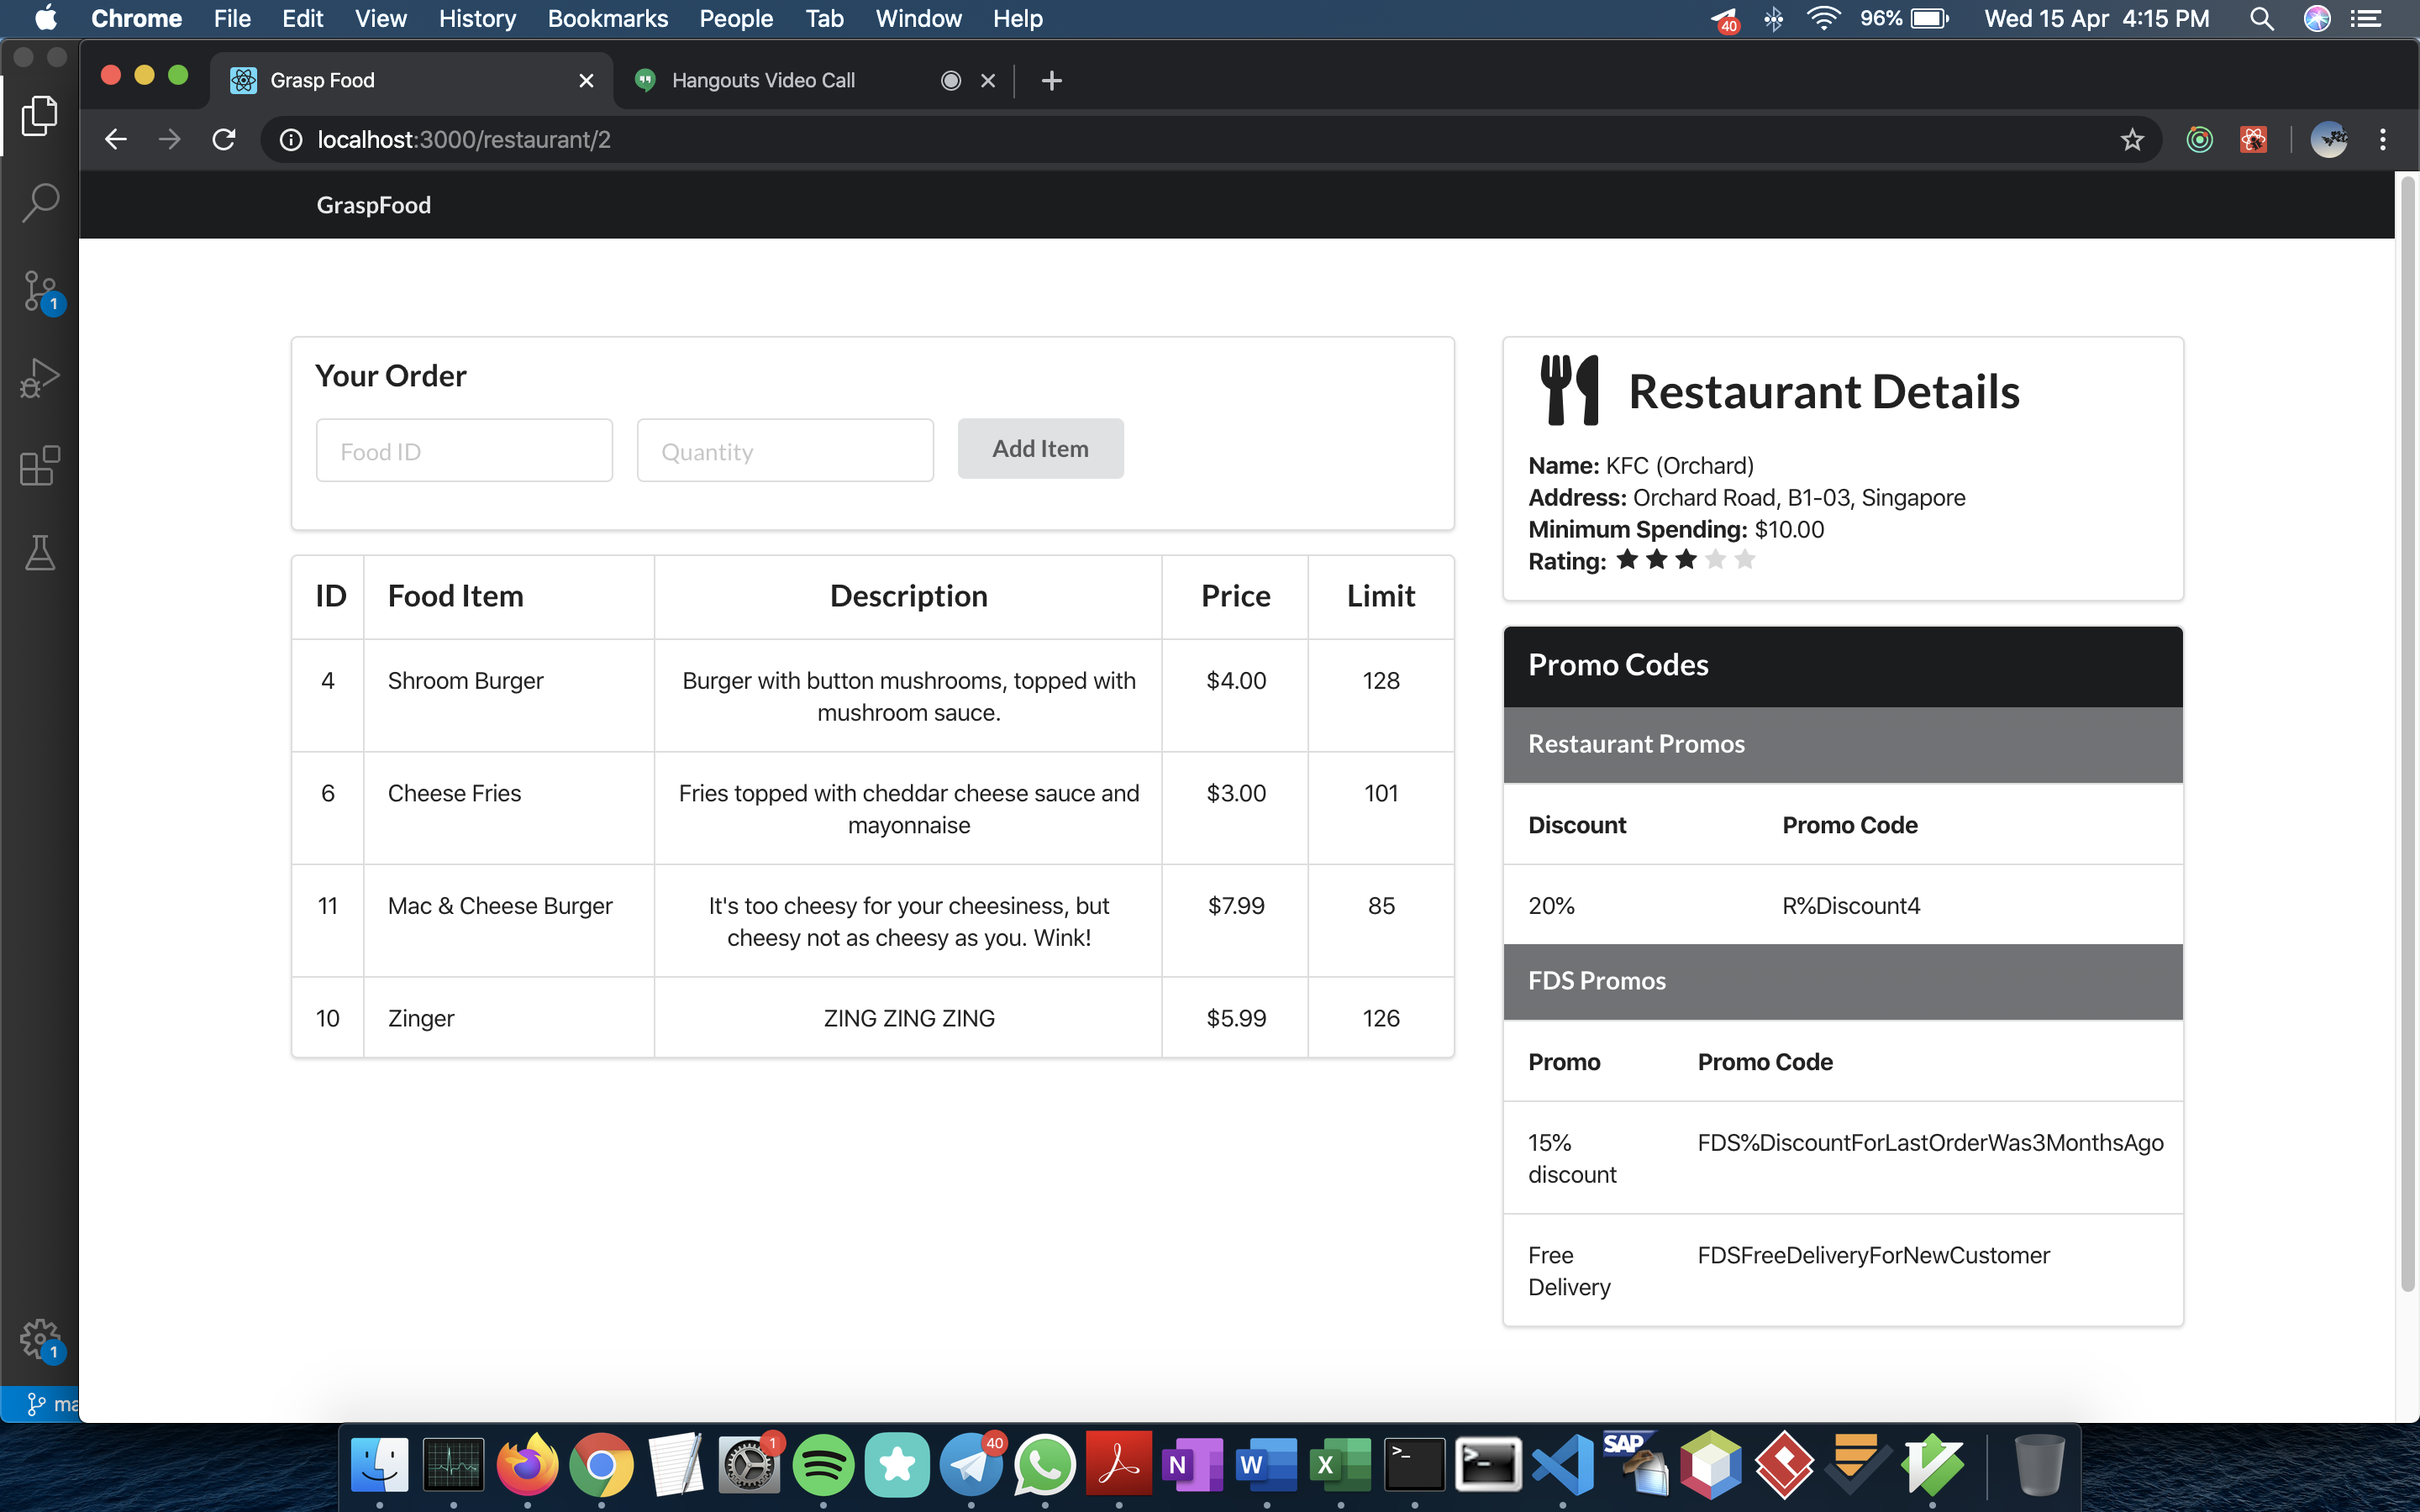 Chrome File Edit View History Bookmarks People Tab Window Help 40 96% Wed 15 Apr 4:15 PM
Grasp Food Hangouts Video Call
localhost:3000/restaurant/2
GraspFood
1
Your Order
Food ID Quantity Add Item
ID Food Item Description Price Limit
4 Shroom Burger Burger with button mushrooms, topped with $4.00 128
mushroom sauce.
6 Cheese Fries Fries topped with cheddar cheese sauce and $3.00 101
mayonnaise
11 Mac & Cheese Burger It's too cheesy for your cheesiness, but $7.99 85
cheesy not as cheesy as you. Wink!
10 Zinger ZING ZING ZING $5.99 126
Restaurant Details
Name: KFC (Orchard)
Address: Orchard Road, B1-03, Singapore
Minimum Spending: $10.00
Rating:
Promo Codes
Restaurant Promos
Discount Promo Code
20% R%Discount4
FDS Promos
Promo Promo Code
15% FDS%DiscountForLastOrderWas3MonthsAgo
discount
Free FDSFreeDeliveryForNewCustomer
Delivery
1
ma
1 40 N W X >_ >_ SAP